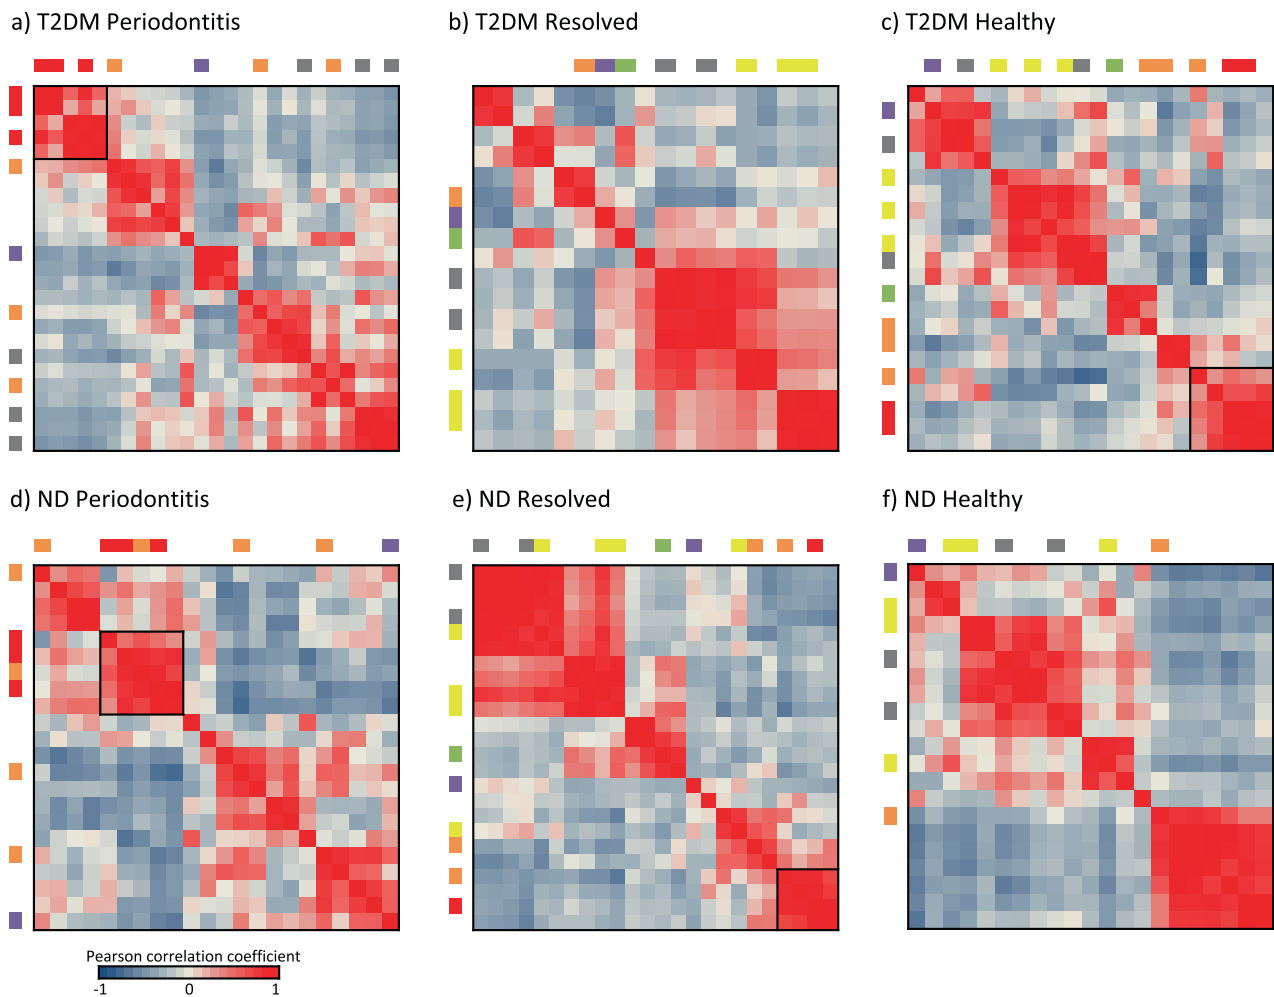 a) T2DM Periodontitis
b) T2DM Resolved
c) T2DM Healthy
d) ND Periodontitis
e) ND Resolved
f) ND Healthy
Pearson correlation coefficient
-1 0 1